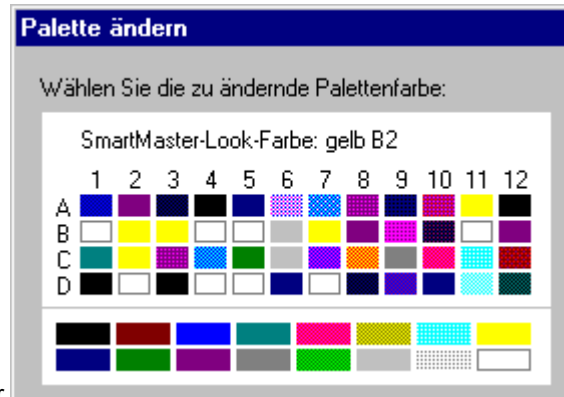 Palette ändern
Wählen Sie die zu ändernde Palettenfarbe:
SmartMaster-Look-Farbe: gelb B2
1 2 3 4 5 6 7 8 9 10 11 12
A
B
C
D